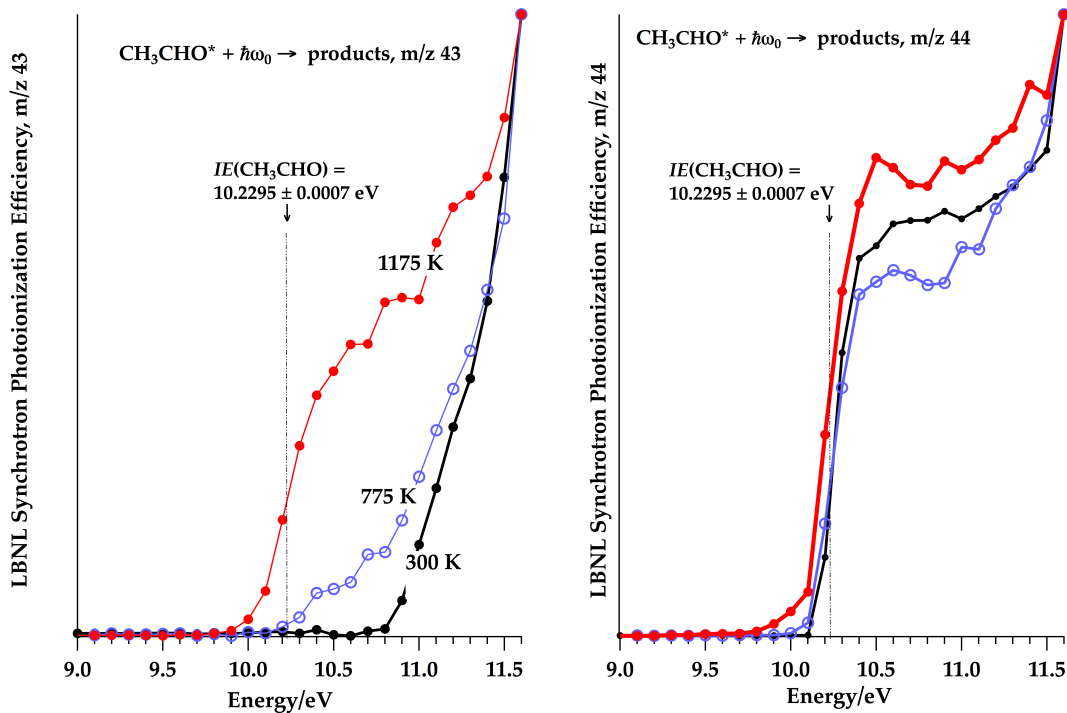 LBNL Synchrotron Photoionization Efficiency, m/z 43
CH₃CHO* + ħω₀ → products, m/z 43
IE(CH₃CHO) =
10.2295 ± 0.0007 eV
1175 K
775 K
300 K
9.0 9.5 10.0 10.5 11.0 11.5
Energy/eV
LBNL Synchrotron Photoionization Efficiency, m/z 44
CH₃CHO* + ħω₀ → products, m/z 44
IE(CH₃CHO) =
10.2295 ± 0.0007 eV
9.0 9.5 10.0 10.5 11.0 11.5
Energy/eV